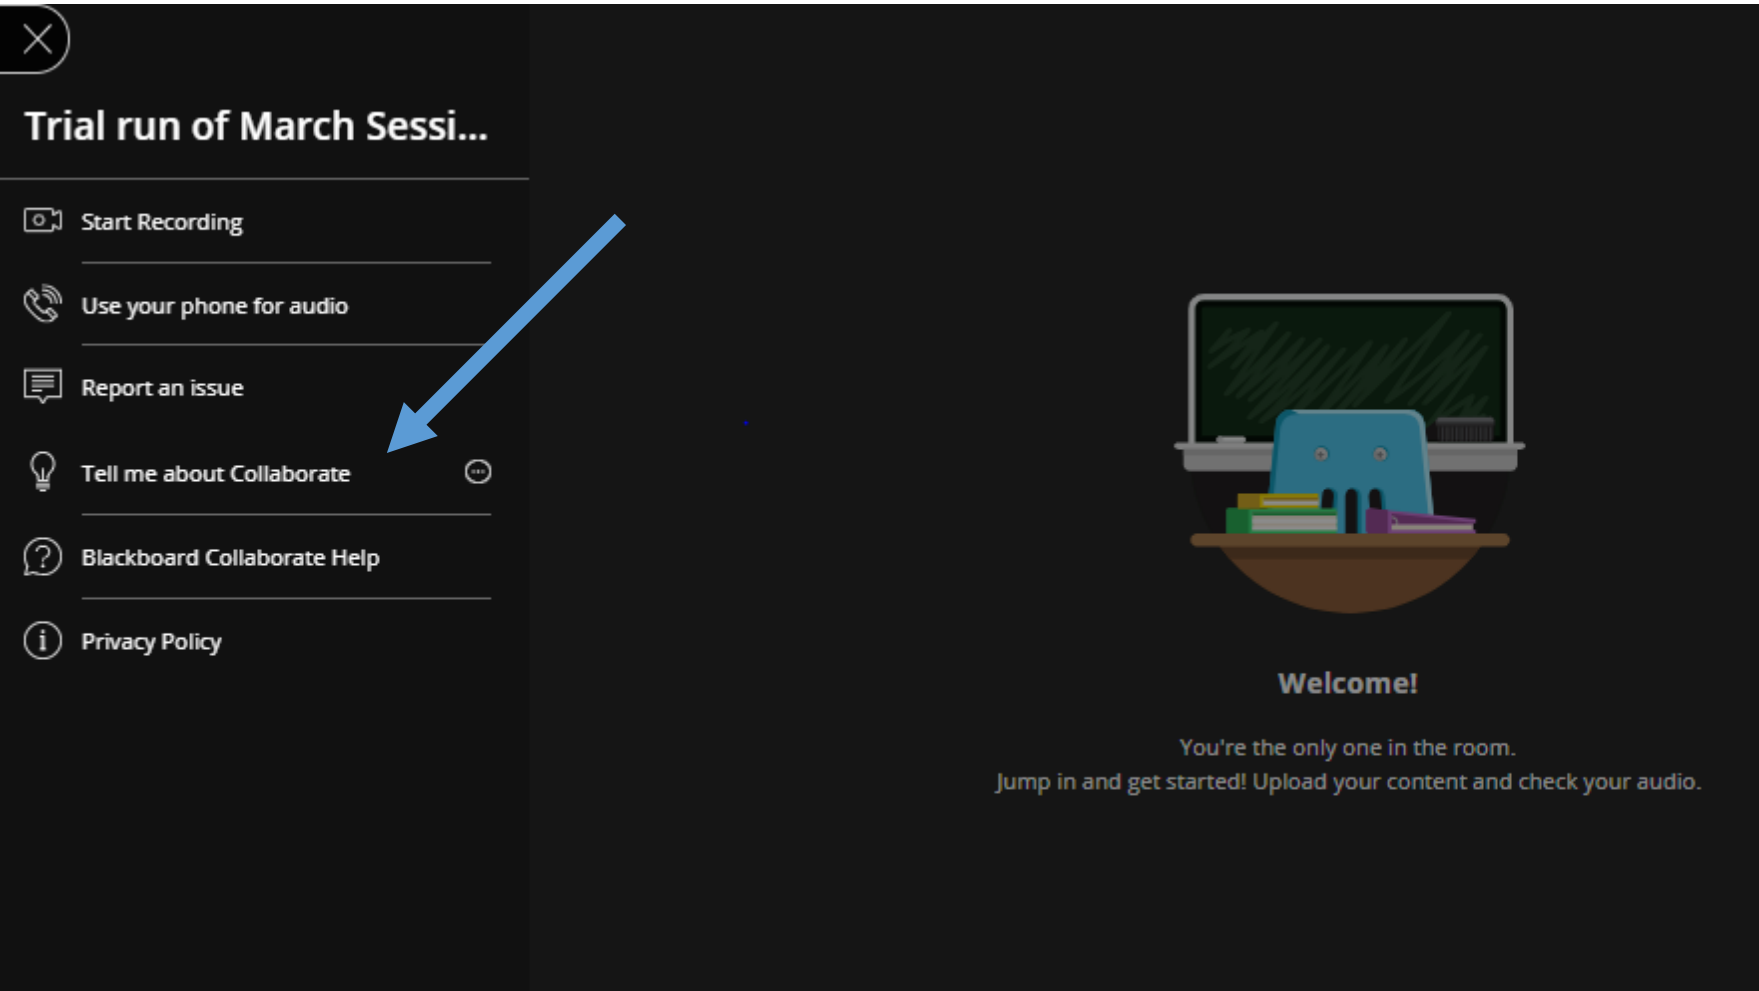 Trial run of March Sessi...
Start Recording
Use your phone for audio
Report an issue
Tell me about Collaborate
Blackboard Collaborate Help
Privacy Policy
Welcome!
You're the only one in the room.
Jump in and get started! Upload your content and check your audio.